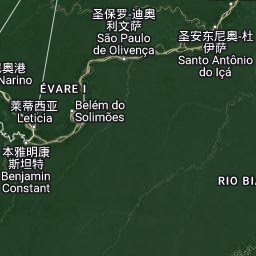 圣保罗-迪奥
利文萨
São Paulo
de Olivença
圣安东尼奥-杜
伊萨
Santo Antônio
do Içá
奥港
Narino
ÉVARE I
莱蒂西亚
Leticia
Belém do
Solimões
本雅明康
斯坦特
Benjamin
Constant
RIO BI